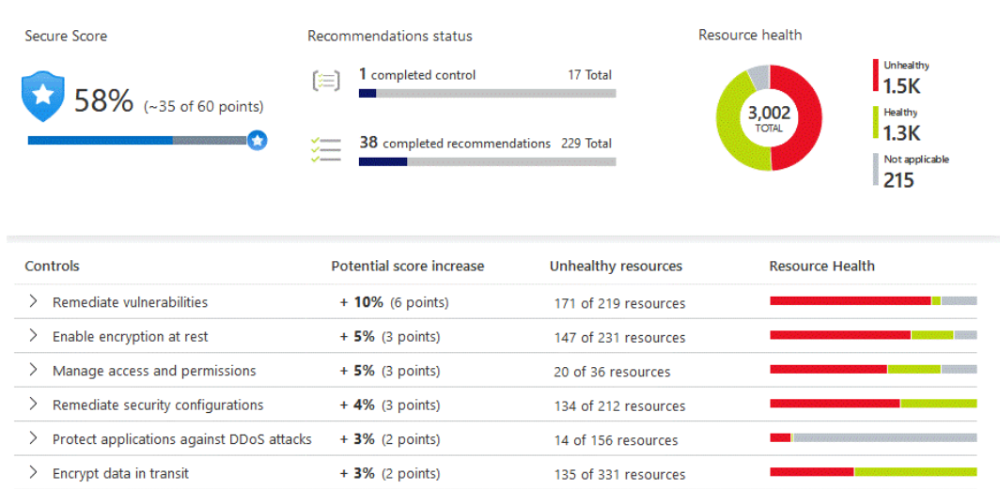 Secure Score
Recommendations status
Resource health
58% (~35 of 60 points)
1 completed control 17 Total
38 completed recommendations 229 Total
3,002
TOTAL
Unhealthy
1.5K
Healthy
1.3K
Not applicable
215
Controls Potential score increase Unhealthy resources Resource Health
Remediate vulnerabilities + 10% (6 points) 171 of 219 resources
Enable encryption at rest + 5% (3 points) 147 of 231 resources
Manage access and permissions + 5% (3 points) 20 of 36 resources
Remediate security configurations + 4% (3 points) 134 of 212 resources
Protect applications against DDoS attacks + 3% (2 points) 14 of 156 resources
Encrypt data in transit + 3% (2 points) 135 of 331 resources